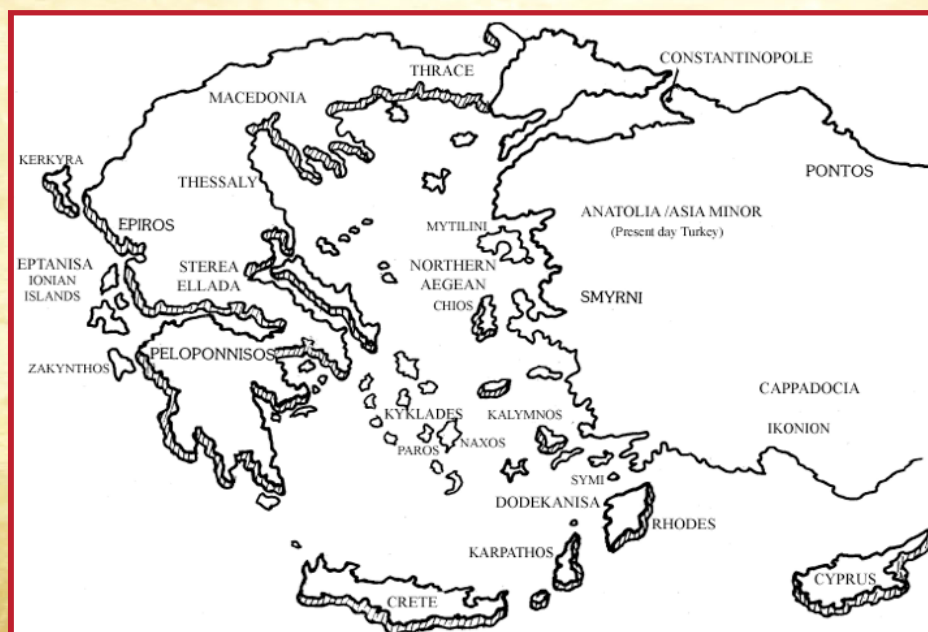 CONSTANTINOPOLE
THRACE
MACEDONIA
KERKYRA
THESSALY
PONTOS
ANATOLIA /ASIA MINOR
(Present day Turkey)
EPIROS
MYTILINI
EPTANISA
IONIAN
ISLANDS
STEREA
ELLADA
NORTHERN
AEGEAN
CHIOS
SMYRNI
PELOPONNISOS
ZAKYNTHOS
CAPPADOCIA
KYKLADES
KALYMNOS
IKONION
PAROS
NAXOS
SYMI
DODEKANISA
RHODES
KARPATHOS
CYPRUS
CRETE